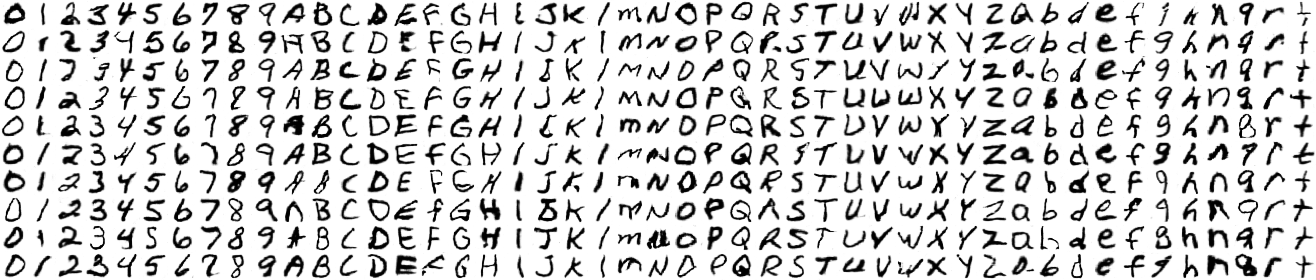 0 1 2 3 4 5 6 7 8 9 A B C D E F G H I J K l m N O P Q R S T U V W X Y Z a b d e f g h n q r t
0 1 2 3 4 5 6 7 8 9 A B C D E F G H I J K l m N O P Q R S T U V W X Y Z a b d e f g h n q r t
0 1 2 3 4 5 6 7 8 9 A B C D E F G H I J K l M N O P Q R S T U V W X Y Z a b d e f g h n q r t
0 1 2 3 4 5 6 7 8 9 A B C D E F G H I J K l M N O P Q R S T U V W X Y Z a b d e f g h n q r t
0 1 2 3 4 5 6 7 8 9 A B C D E F G H I J K l m N O P Q R S T U V W X Y Z a b d e f g h n q r t
0 1 2 3 4 5 6 7 8 9 A B C D E F G H I J K l m N O P Q R S T U V W X Y Z a b d e f g h n q r t
0 1 2 3 4 5 6 7 8 9 A B C D E F G H I J K l m N O P Q R S T U V W X Y Z a b d e f g h n q r t
0 1 2 3 4 5 6 7 8 9 A B C D E F G H I J K l m N O P Q R S T U V W X Y Z a b d e f g h n q r t
0 1 2 3 4 5 6 7 8 9 A B C D E F G H I J K l m N O P Q R S T U V W X Y Z a b d e f g h n q r t
0 1 2 3 4 5 6 7 8 9 A B C D E F G H I J K l m N O P Q R S T U V W X Y Z a b d e f g h n q r t